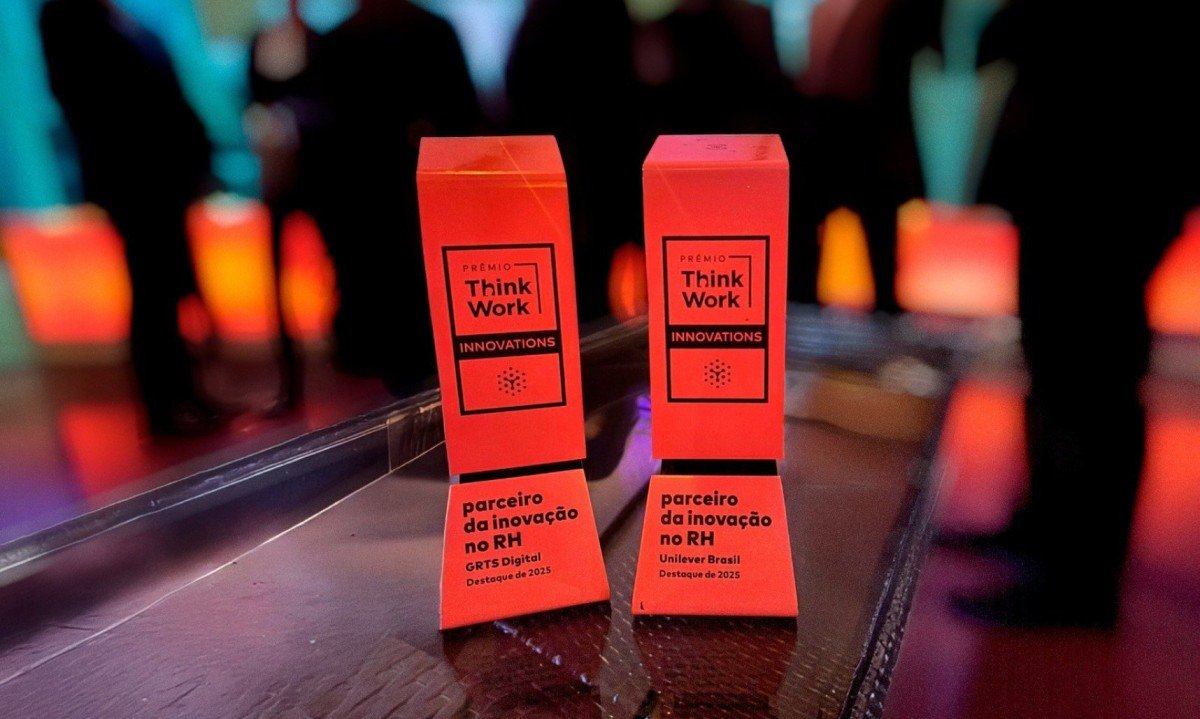 PRÊMIO
Think
Work
INNOVATIONS
parceiro
da inovação
no RH
GRTS Digital
Destaque de 2025
PRÊMIO
Think
Work
INNOVATIONS
parceiro
da inovação
no RH
Unilever Brasil
Destaque de 2025